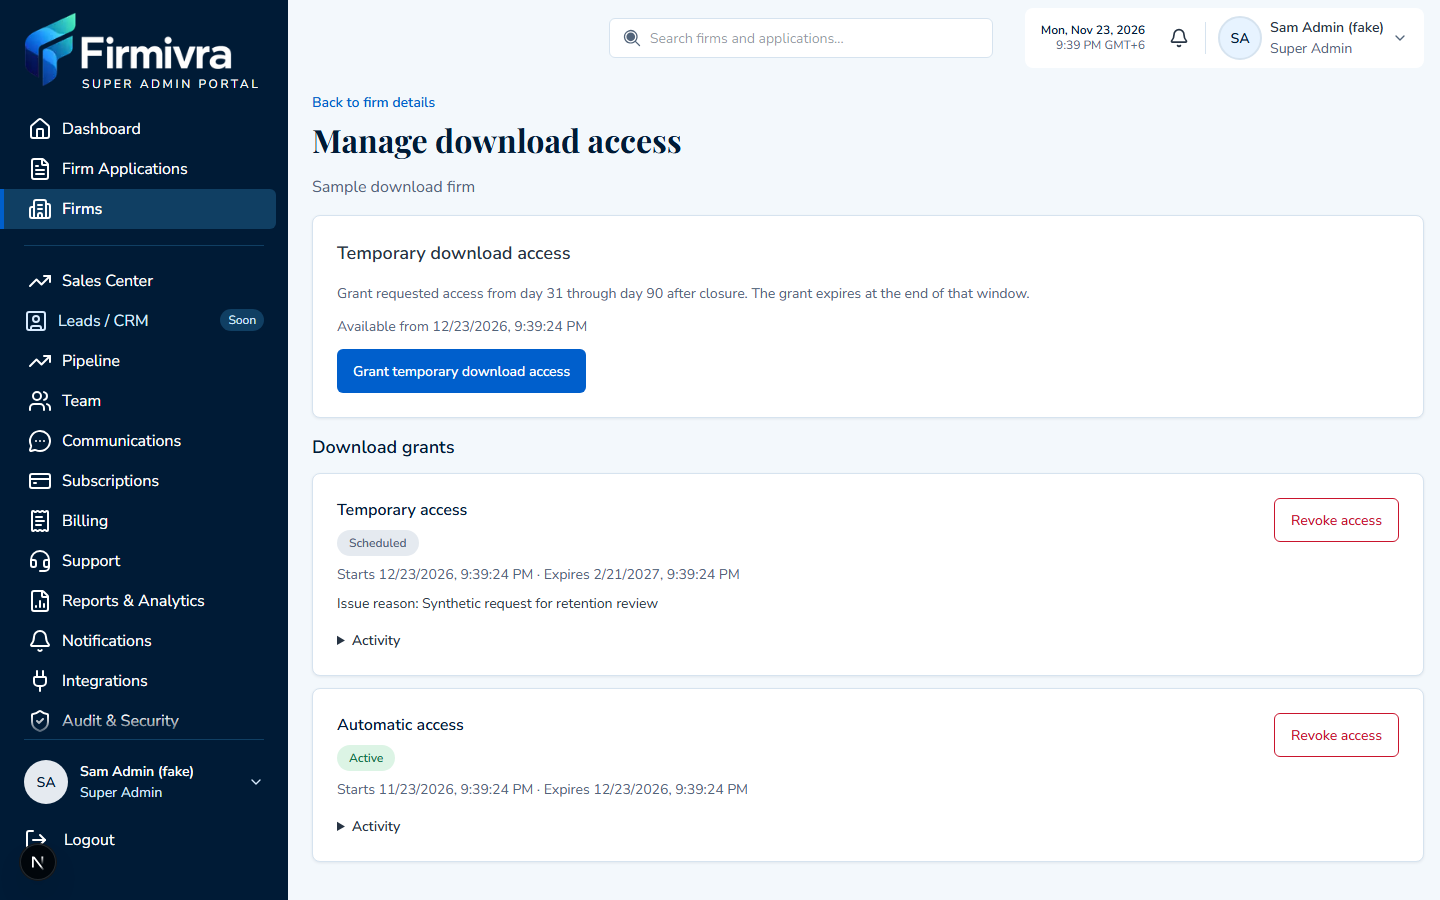 Firmivra
SUPER ADMIN PORTAL
Dashboard
Firm Applications
Firms
Sales Center
Leads / CRM
Soon
Pipeline
Team
Communications
Subscriptions
Billing
Support
Reports & Analytics
Notifications
Integrations
Audit & Security
SA
Sam Admin (fake)
Super Admin
Logout
N
Search firms and applications...
Mon, Nov 23, 2026
9:39 PM GMT+6
SA
Sam Admin (fake)
Super Admin
Back to firm details
Manage download access
Sample download firm
Temporary download access
Grant requested access from day 31 through day 90 after closure. The grant expires at the end of that window.
Available from 12/23/2026, 9:39:24 PM
Grant temporary download access
Download grants
Temporary access
Scheduled
Starts 12/23/2026, 9:39:24 PM · Expires 2/21/2027, 9:39:24 PM
Issue reason: Synthetic request for retention review
Activity
Revoke access
Automatic access
Active
Starts 11/23/2026, 9:39:24 PM · Expires 12/23/2026, 9:39:24 PM
Activity
Revoke access